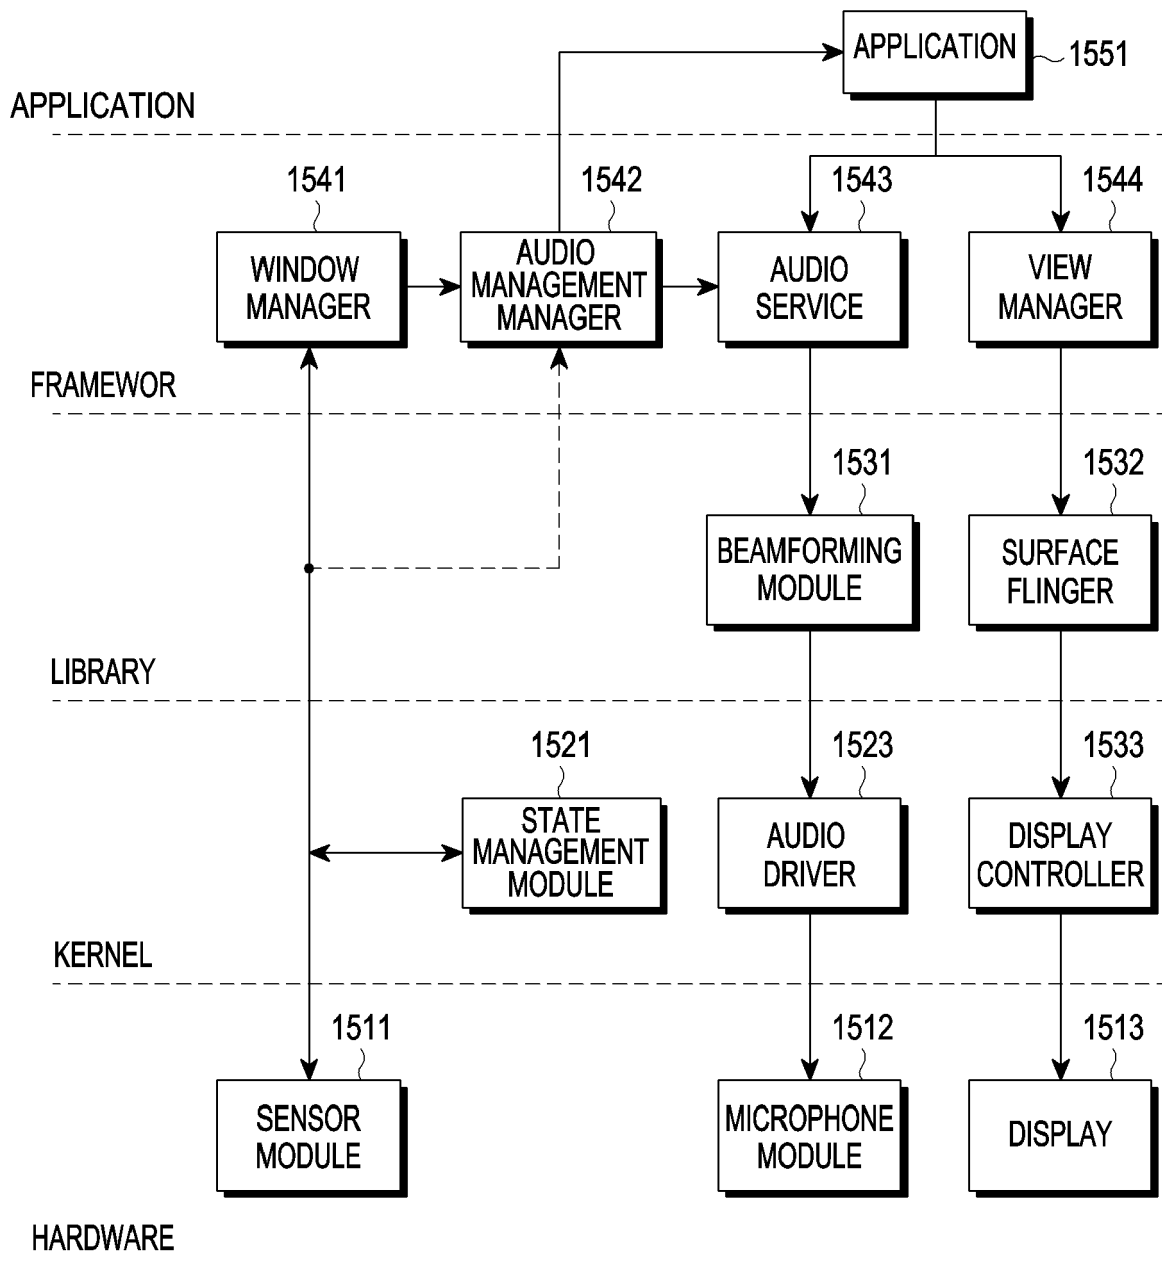 APPLICATION
1551
APPLICATION
1541
1542
1543
1544
WINDOW
MANAGER
AUDIO
MANAGEMENT
MANAGER
AUDIO
SERVICE
VIEW
MANAGER
FRAMEWOR
1531
1532
BEAMFORMING
MODULE
SURFACE
FLINGER
LIBRARY
1521
1523
1533
STATE
MANAGEMENT
MODULE
AUDIO
DRIVER
DISPLAY
CONTROLLER
KERNEL
1511
1512
1513
SENSOR
MODULE
MICROPHONE
MODULE
DISPLAY
HARDWARE